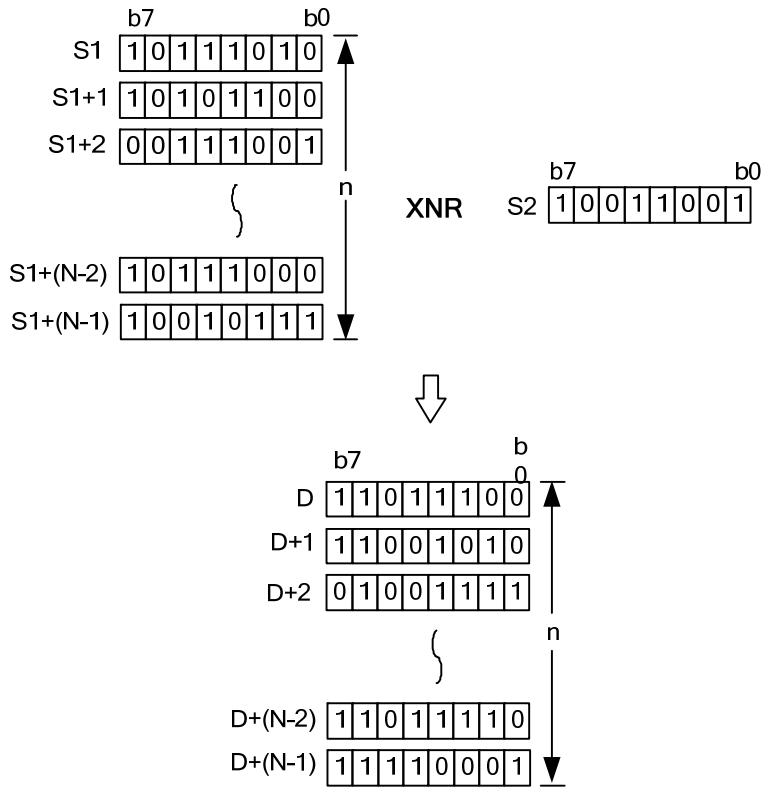 b7 b0
S1 1 0 1 1 1 0 1 0
S1+1 1 0 1 0 1 1 0 0
S1+2 0 0 1 1 1 0 0 1
n
XNR
b7 b0
S2 1 0 0 1 1 0 0 1
S1+(N-2) 1 0 1 1 1 0 0 0
S1+(N-1) 1 0 0 1 0 1 1 1
b7 b
0
D 1 1 0 1 1 1 0 0
D+1 1 1 0 0 1 0 1 0
D+2 0 1 0 0 1 1 1 1
n
D+(N-2) 1 1 0 1 1 1 1 0
D+(N-1) 1 1 1 1 0 0 0 1